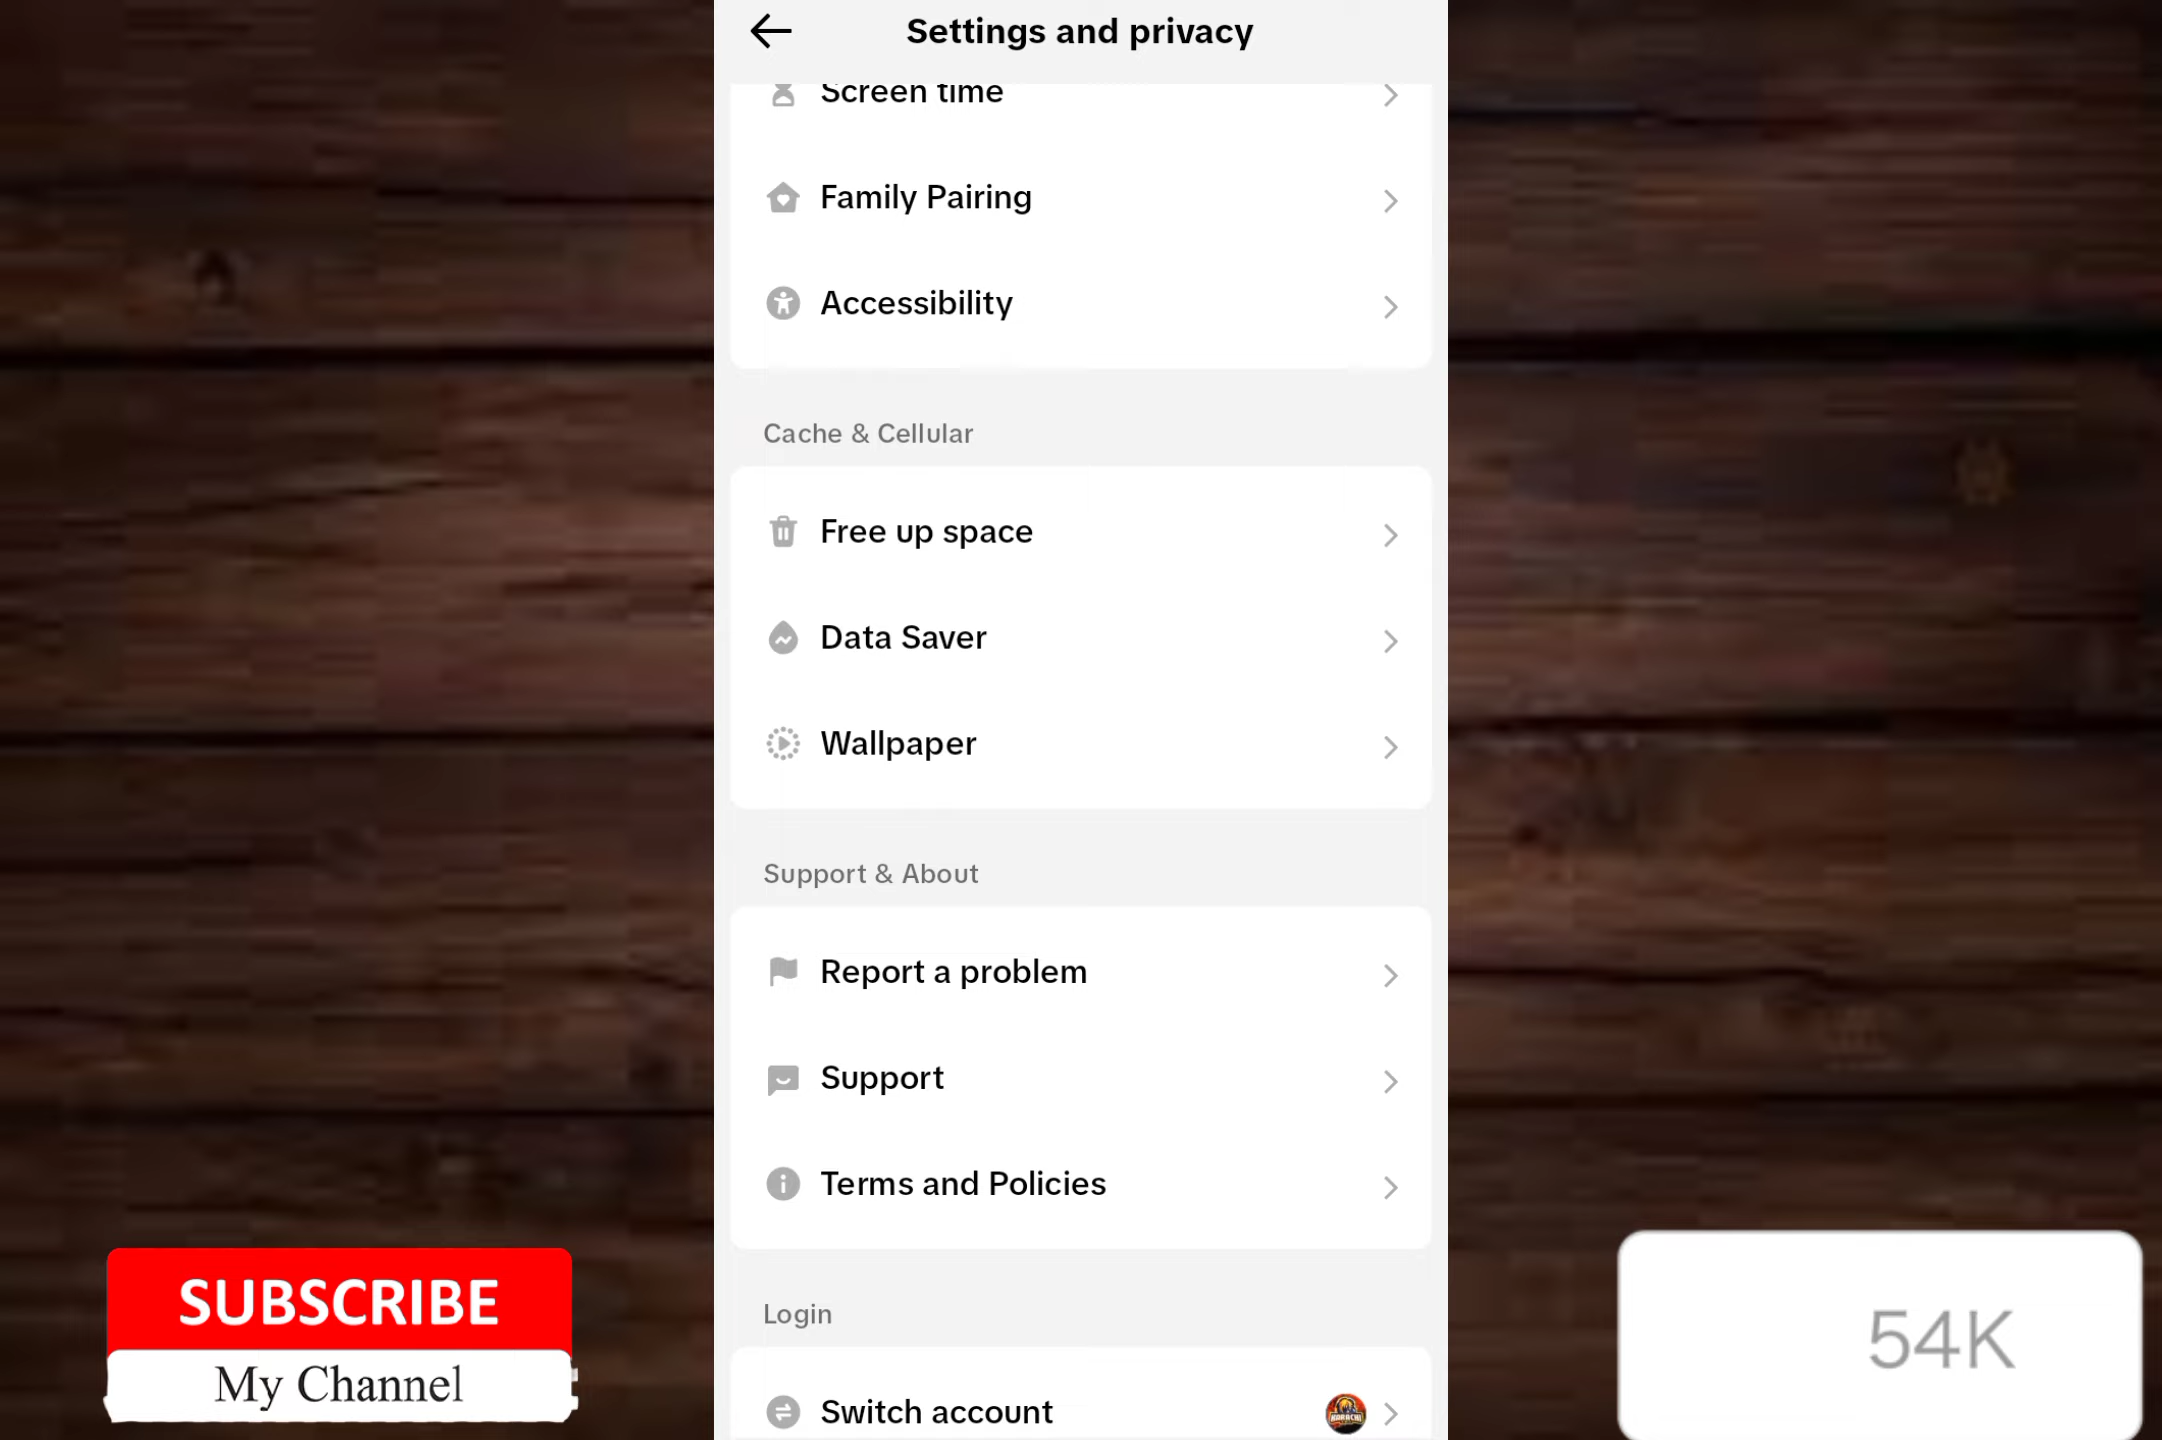 Settings and privacy
Screen time
Family Pairing
Accessibility
Cache & Cellular
Free up space
Data Saver
Wallpaper
Support & About
Report a problem
Support
Terms and Policies
Login
Switch account
KARACHI
SUBSCRIBE
My Channel
54K